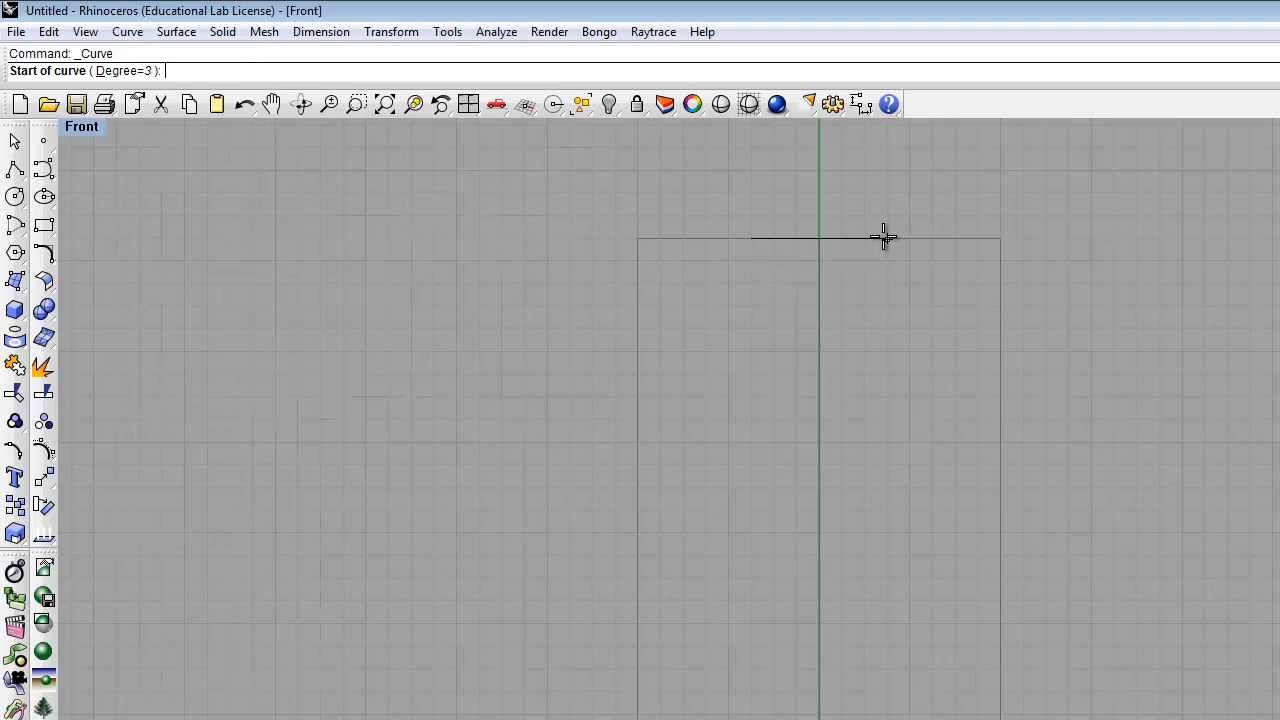 Untitled - Rhinoceros (Educational Lab License) - [Front]
File Edit View Curve Surface Solid Mesh Dimension Transform Tools Analyze Render Bongo Raytrace Help
Command: _Curve
Start of curve ( Degree=3 ):
Front